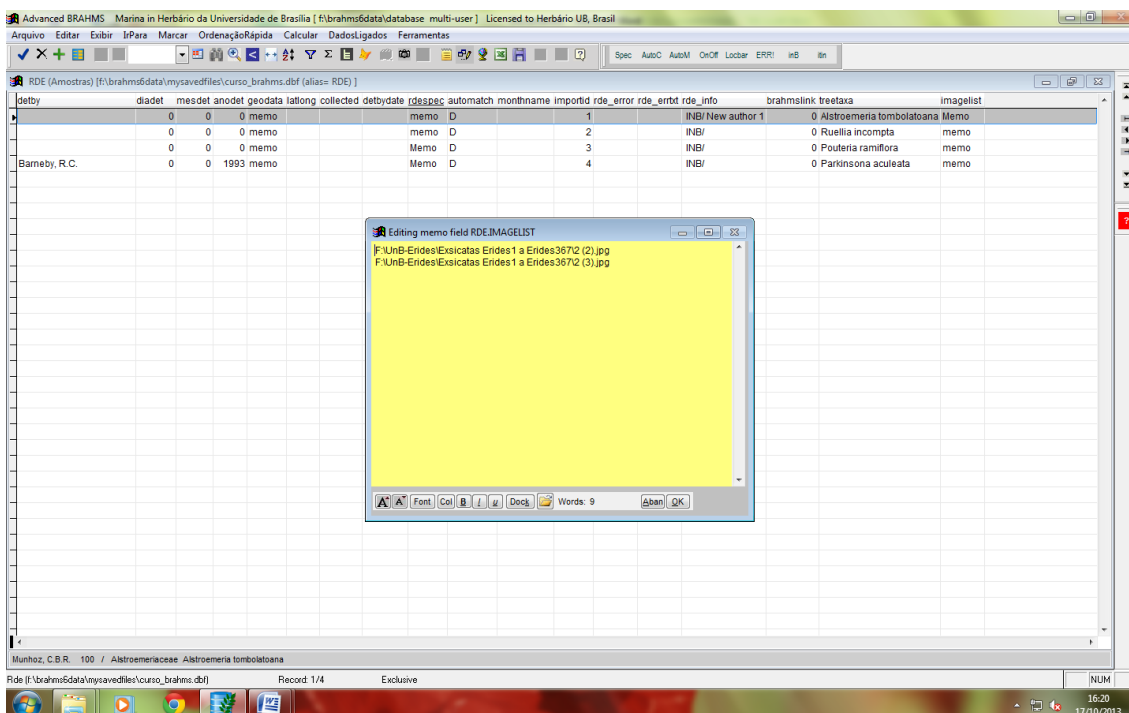 Advanced BRAHMS Marina in Herbário da Universidade de Brasília [ f:\brahms6data\database multi-user ] Licensed to Herbário UB, Brasil
Arquivo Editar Exibir IrPara Marcar OrdenaçãoRápida Calcular DadosLigados Ferramentas
Spec AutoC AutoM OnOff Locbar ERR! inB itin
RDE (Amostras) [f:\brahms6data\mysavedfiles\curso_brahms.dbf (alias= RDE) ]
detby diadet mesdet anodet geodata latlong collected detbydate rdespec automatch monthname importid rde_error rde_errtxt rde_info brahmslink treetaxa imagelist
0 0 0 memo memo D 1 INB/ New author 1 0 Alstroemeria tombolatoana Memo
0 0 0 memo memo D 2 INB/ 0 Ruellia incompta memo
0 0 0 memo Memo D 3 INB/ 0 Pouteria ramiflora memo
Barneby, R.C. 0 0 1993 memo Memo D 4 INB/ 0 Parkinsona aculeata memo
Editing memo field RDE.IMAGELIST
F:\UnB-Erides\Exsicatas Erides1 a Erides367\2 (2).jpg
F:\UnB-Erides\Exsicatas Erides1 a Erides367\2 (3).jpg
A A Font Col B I u Dock Words: 9 Aban OK
Munhoz, C.B.R. 100 / Alstroemeriaceae Alstroemeria tombolatoana
Rde (f:\brahms6data\mysavedfiles\curso_brahms.dbf) Record: 1/4 Exclusive NUM
16:20
17/10/2013